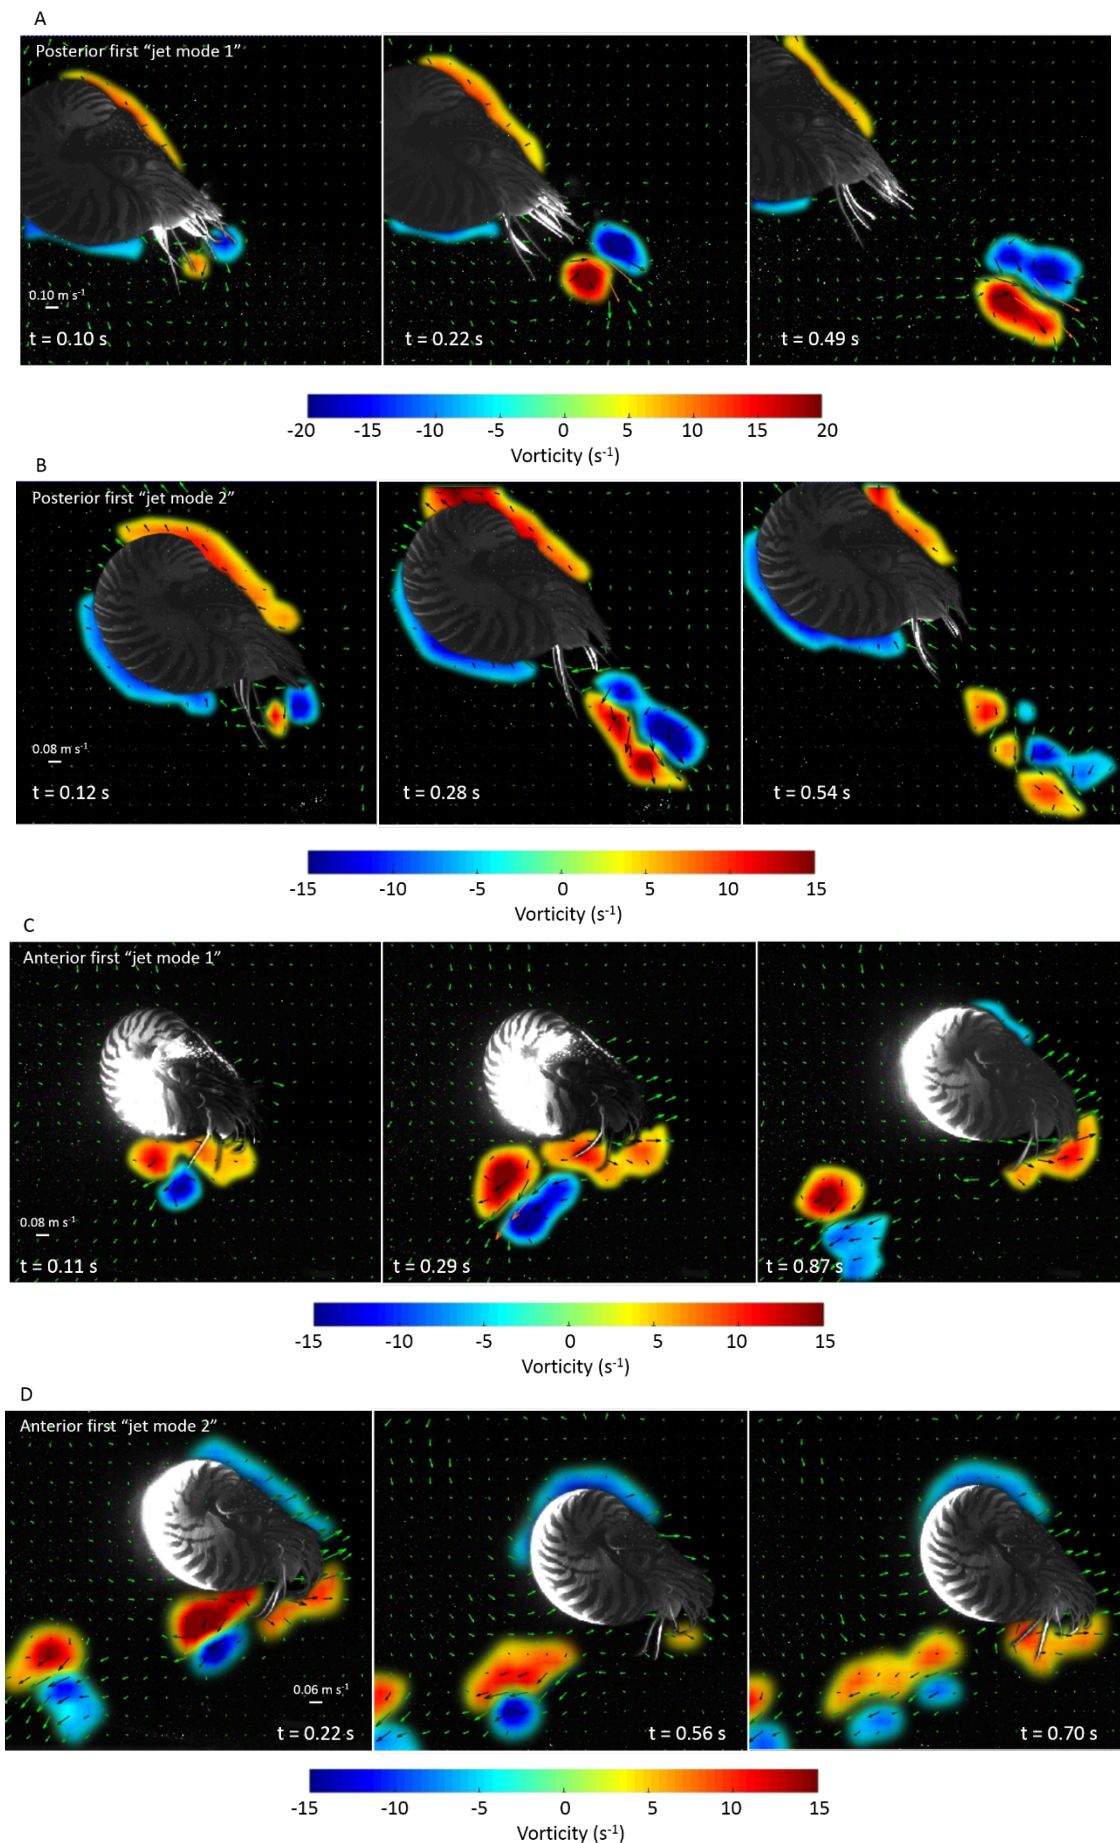 A
Posterior first “jet mode 1”
0.10 m s-1
t = 0.10 s
t = 0.22 s
t = 0.49 s
-20 -15 -10 -5 0 5 10 15 20
Vorticity (s-1)
B
Posterior first “jet mode 2”
0.08 m s-1
t = 0.12 s
t = 0.28 s
t = 0.54 s
-15 -10 -5 0 5 10 15
Vorticity (s-1)
C
Anterior first “jet mode 1”
0.08 m s-1
t = 0.11 s
t = 0.29 s
t = 0.87 s
-15 -10 -5 0 5 10 15
Vorticity (s-1)
D
Anterior first “jet mode 2”
0.06 m s-1
t = 0.22 s
t = 0.56 s
t = 0.70 s
-15 -10 -5 0 5 10 15
Vorticity (s-1)